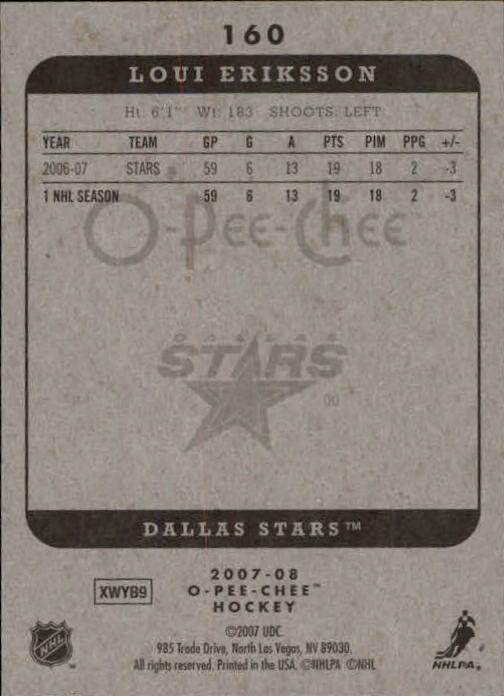 160
LOUI ERIKSSON
Ht: 6'1" Wt: 183 SHOOTS: LEFT
YEAR TEAM GP G A PTS PIM PPG +/-
2006-07 STARS 59 6 13 19 18 2 -3
1 NHL SEASON 59 6 13 19 18 2 -3
O-Pee-Chee
DALLAS
STARS
DALLAS STARS™
2007-08
XWYB9
O-PEE-CHEE™
HOCKEY
©2007 UDC.
985 Trade Drive, North Las Vegas, NV 89030.
All rights reserved. Printed in the USA. ©NHLPA ©NHL
NHL
NHLPA